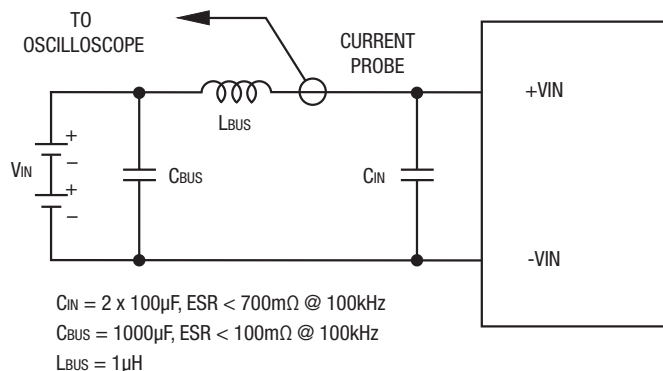 TO
OSCILLOSCOPE
CURRENT
PROBE
LBUS
+VIN
VIN
+
−
+
−
CBUS
CIN
-VIN
CIN = 2 x 100µF, ESR < 700mΩ @ 100kHz
CBUS = 1000µF, ESR < 100mΩ @ 100kHz
LBUS = 1µH